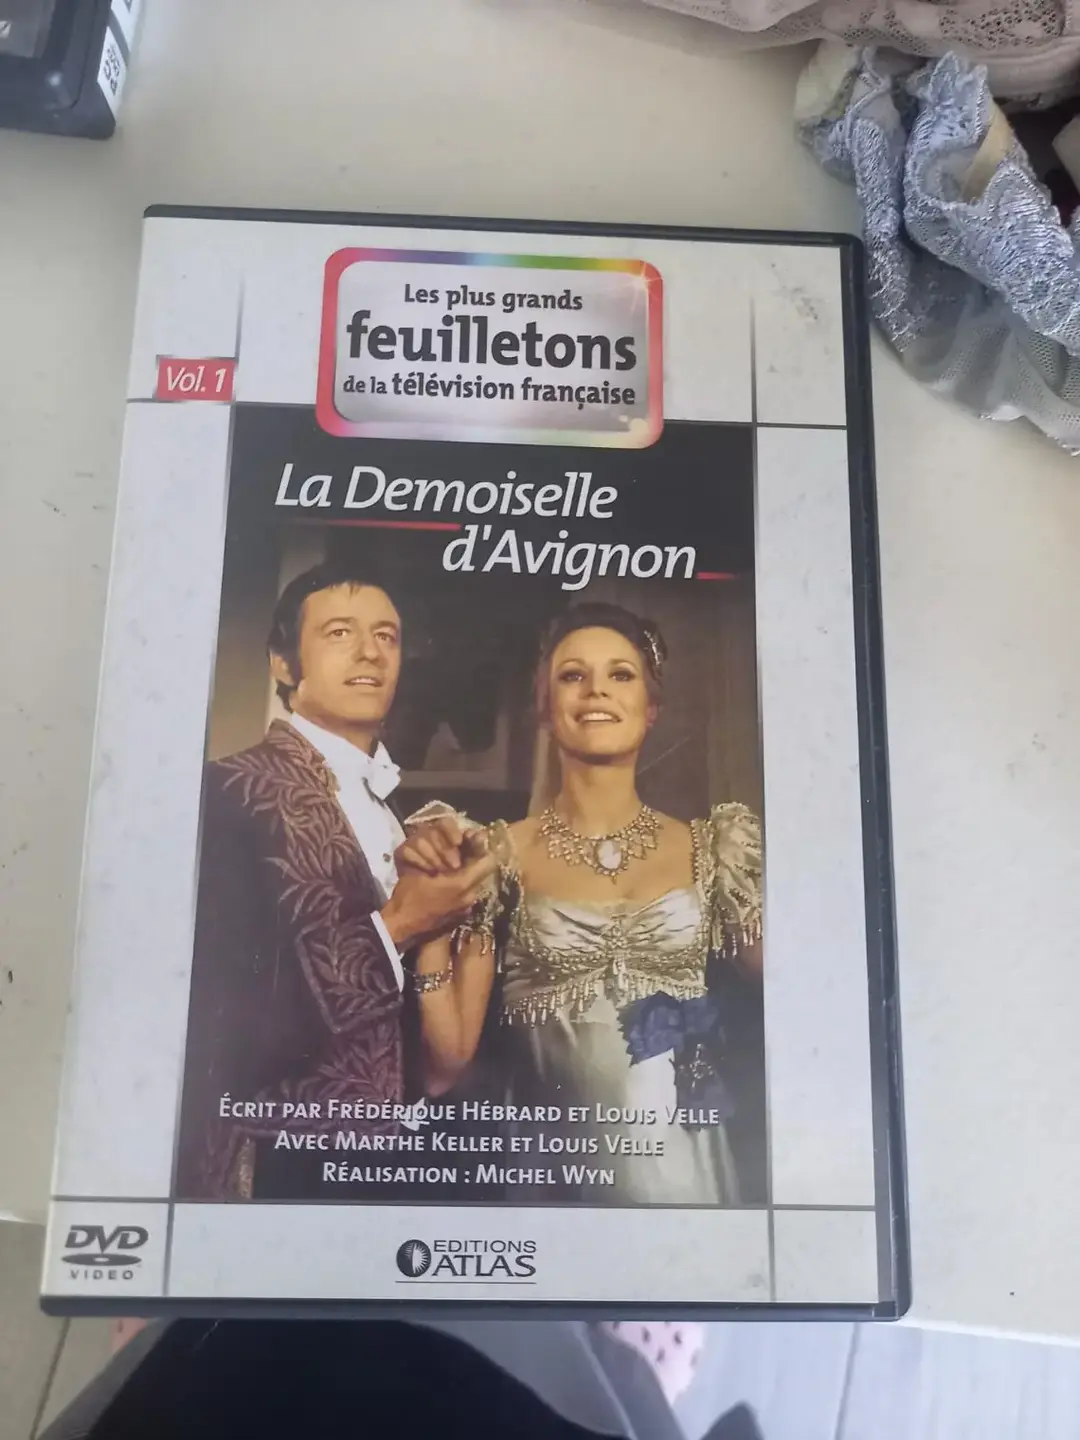 Les plus grands
feuilletons
de la télévision française
Vol. 1
La Demoiselle
d'Avignon
ÉCRIT PAR FRÉDÉRIQUE HÉBRARD ET LOUIS VELLE
AVEC MARTHE KELLER ET LOUIS VELLE
RÉALISATION : MICHEL WYN
DVD
VIDEO
EDITIONS
ATLAS